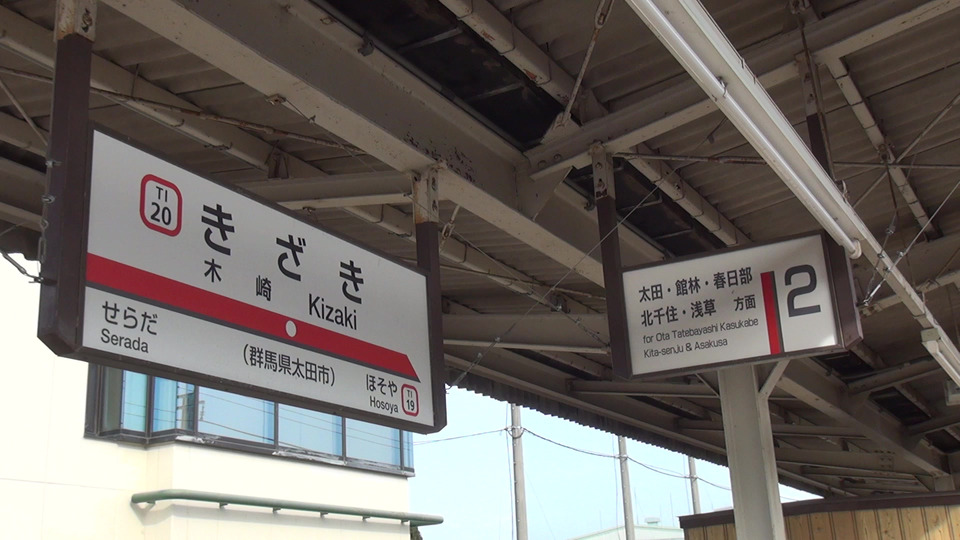 TI
20
きざき
木崎
Kizaki
せらだ
Serada
(群馬県太田市)
ほそや
Hosoya
TI
19
太田・館林・春日部
北千住・浅草 方面
for Ota Tatebayashi Kasukabe
Kita-senju & Asakusa
2